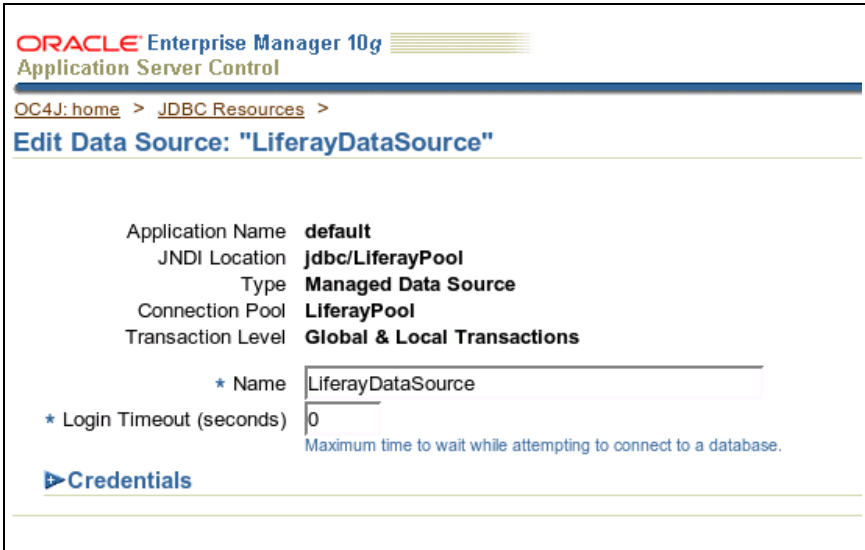 ORACLE Enterprise Manager 10g
Application Server Control
OC4J: home > JDBC Resources >
Edit Data Source: "LiferayDataSource"
Application Name default
JNDI Location jdbc/LiferayPool
Type Managed Data Source
Connection Pool LiferayPool
Transaction Level Global & Local Transactions
* Name LiferayDataSource
* Login Timeout (seconds) 0
Maximum time to wait while attempting to connect to a database.
Credentials